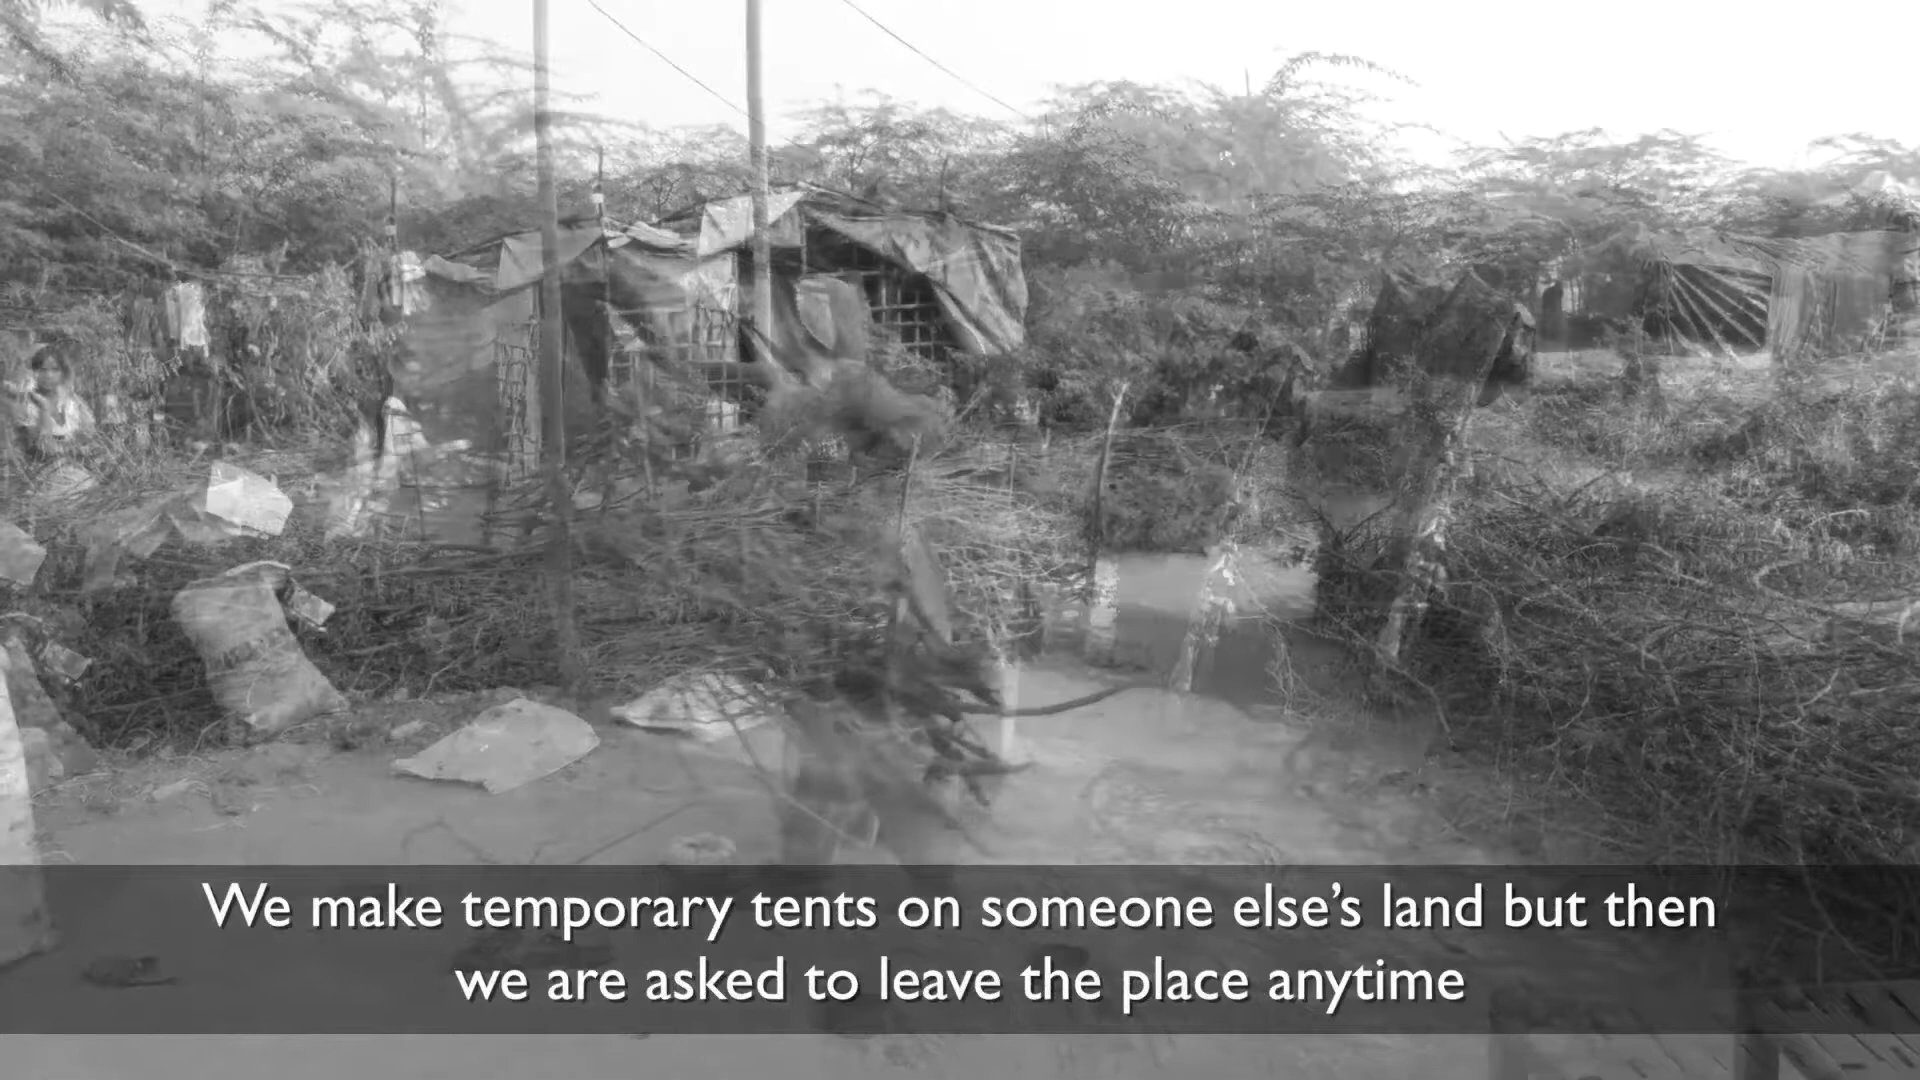 We make temporary tents on someone else’s land but then
we are asked to leave the place anytime